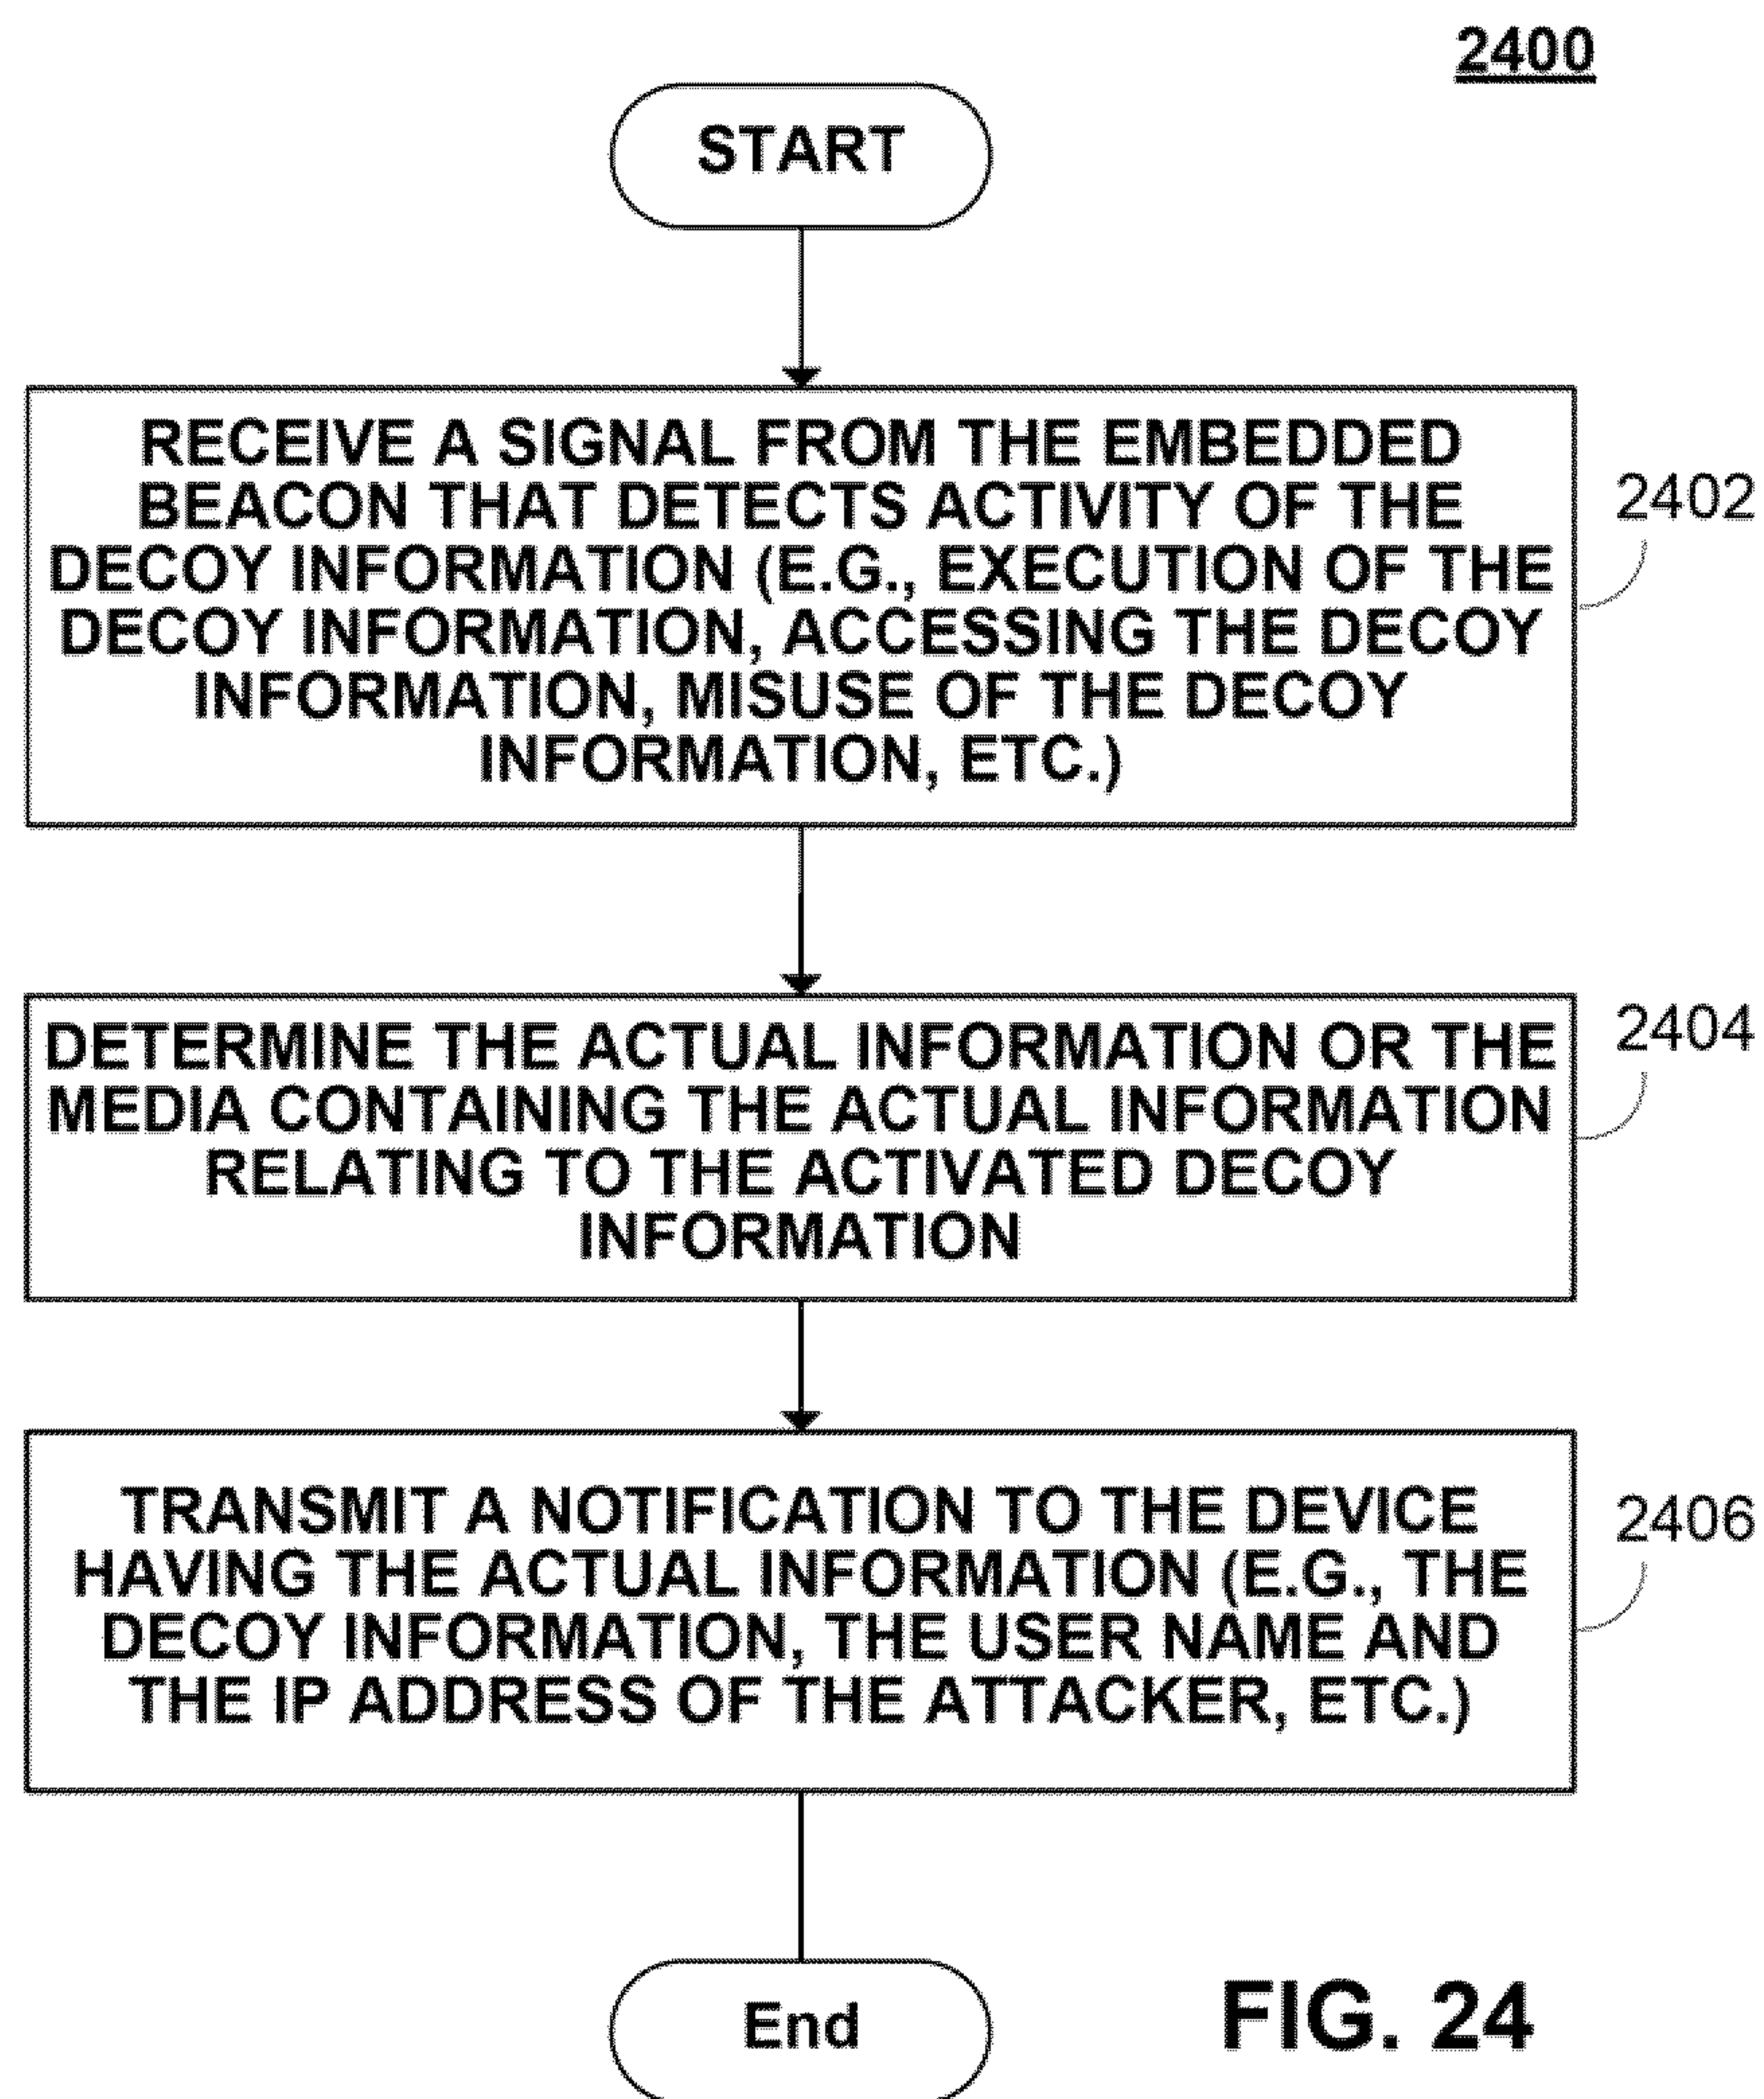 2400
START
RECEIVE A SIGNAL FROM THE EMBEDDED
BEACON THAT DETECTS ACTIVITY OF THE
DECOY INFORMATION (E.G., EXECUTION OF THE
DECOY INFORMATION, ACCESSING THE DECOY
INFORMATION, MISUSE OF THE DECOY
INFORMATION, ETC.)
2402
DETERMINE THE ACTUAL INFORMATION OR THE
MEDIA CONTAINING THE ACTUAL INFORMATION
RELATING TO THE ACTIVATED DECOY
INFORMATION
2404
TRANSMIT A NOTIFICATION TO THE DEVICE
HAVING THE ACTUAL INFORMATION (E.G., THE
DECOY INFORMATION, THE USER NAME AND
THE IP ADDRESS OF THE ATTACKER, ETC.)
2406
End
FIG. 24